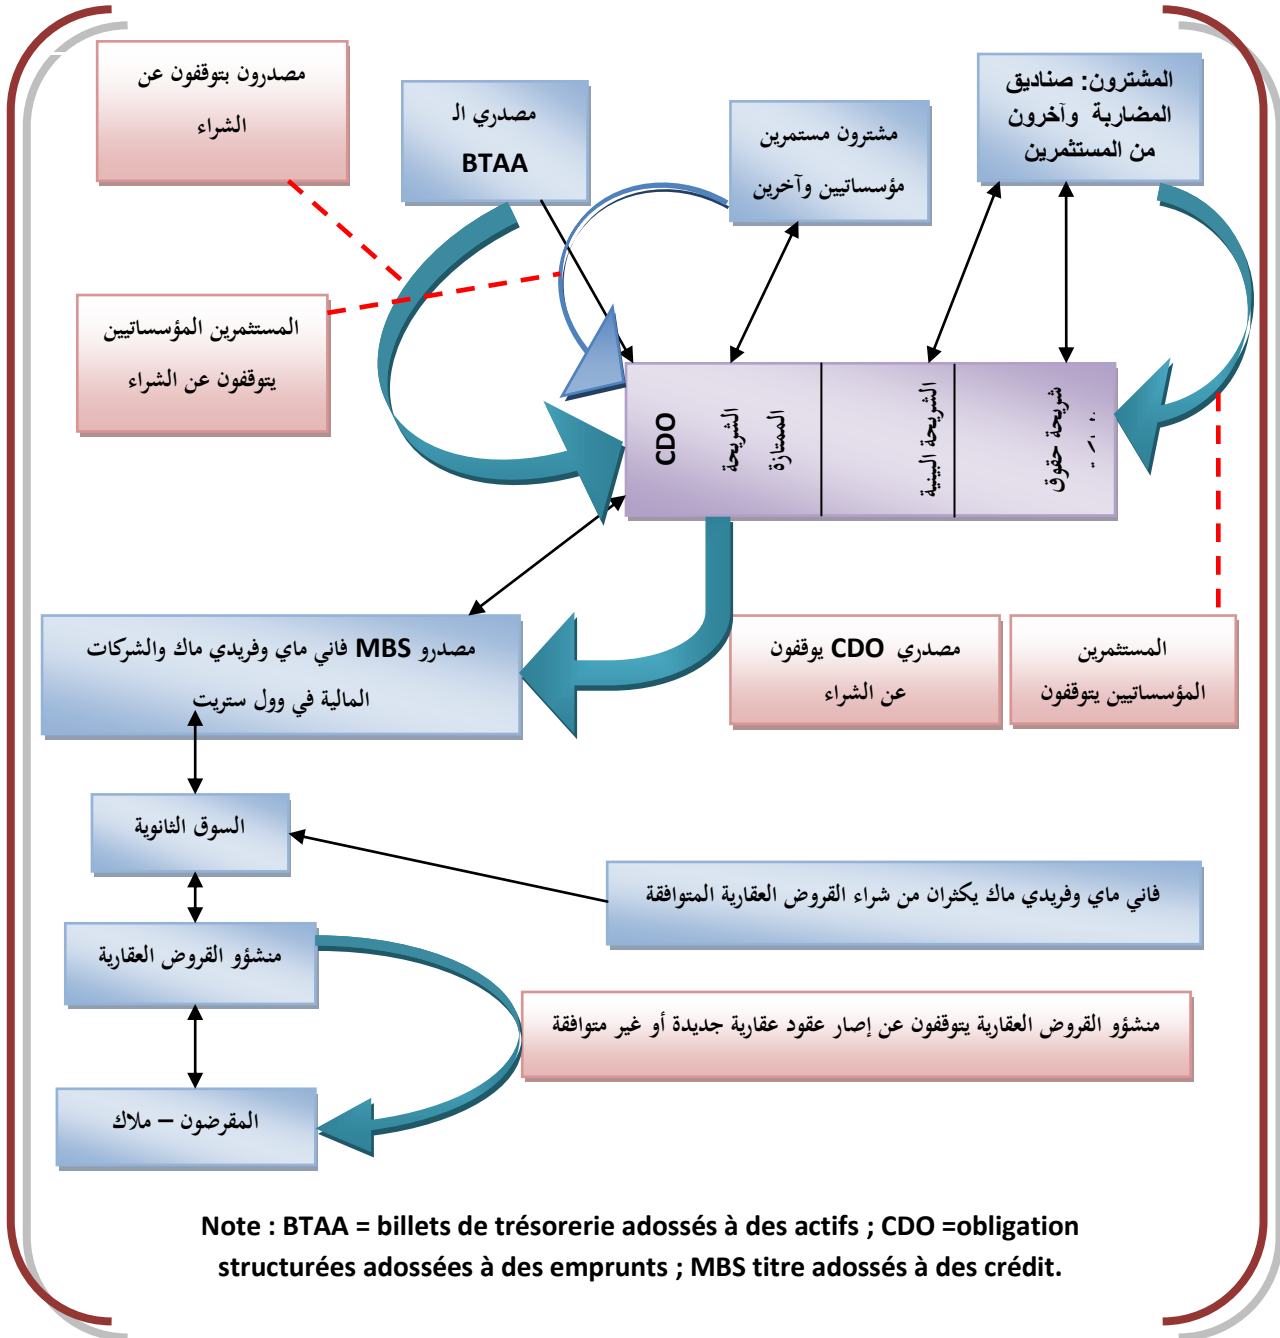 المشترون: صناديق
المضاربة وآخرون
من المستثمرين
مشترون مستمرين
مؤسساتيين وآخرين
مصدري الـ
BTAA
مصدرون بتوقفون عن
الشراء
المستثمرين المؤسساتيين
يتوقفون عن الشراء
CDO
الشريحة
الممتازة
الشريحة البينية
شريحة حقوق
مصدرو MBS فاني ماي وفريدي ماك والشركات
المالية في وول ستريت
مصدري CDO يوقفون
عن الشراء
المستثمرين
المؤسساتيين يتوقفون
السوق الثانوية
فاني ماي وفريدي ماك يكثران من شراء القروض العقارية المتوافقة
منشؤو القروض العقارية
منشؤو القروض العقارية يتوقفون عن إصار عقود عقارية جديدة أو غير متوافقة
المقرضون – ملاك
Note : BTAA = billets de trésorerie adossés à des actifs ; CDO =obligation
structurées adossées à des emprunts ; MBS titre adossés à des crédit.